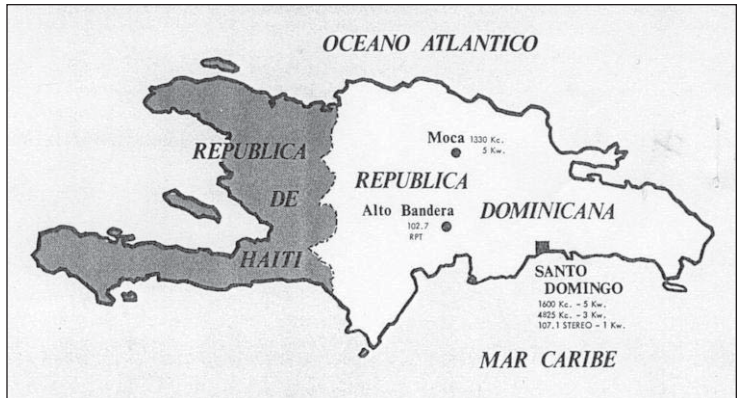 OCEANO ATLANTICO
Moca 1330 Kc.
5 Kw.
REPUBLICA
DE
HAITI
REPUBLICA
DOMINICANA
Alto Bandera
102.7
RPT
SANTO
DOMINGO
1600 Kc. - 5 Kw.
4825 Kc. - 3 Kw.
107.1 STEREO - 1 Kw.
MAR CARIBE